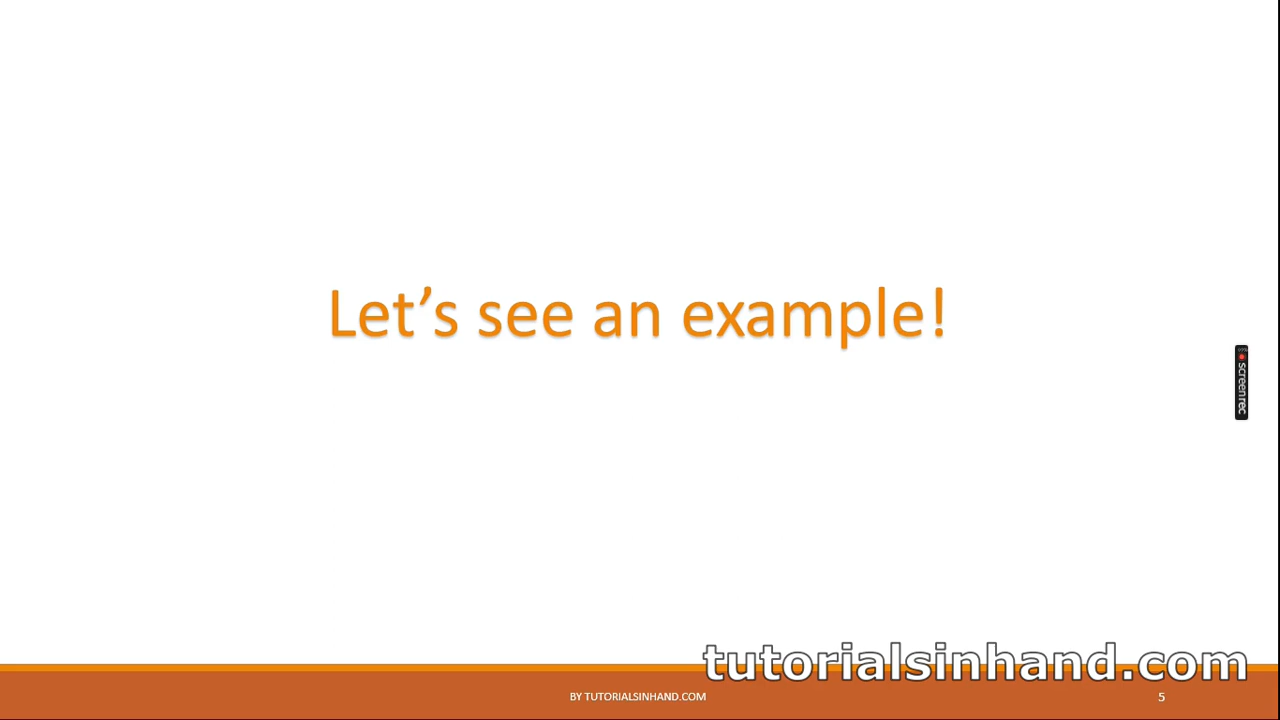 Let’s see an example!
screenrec
tutorialsinhand.com
BY TUTORIALSINHAND.COM
5